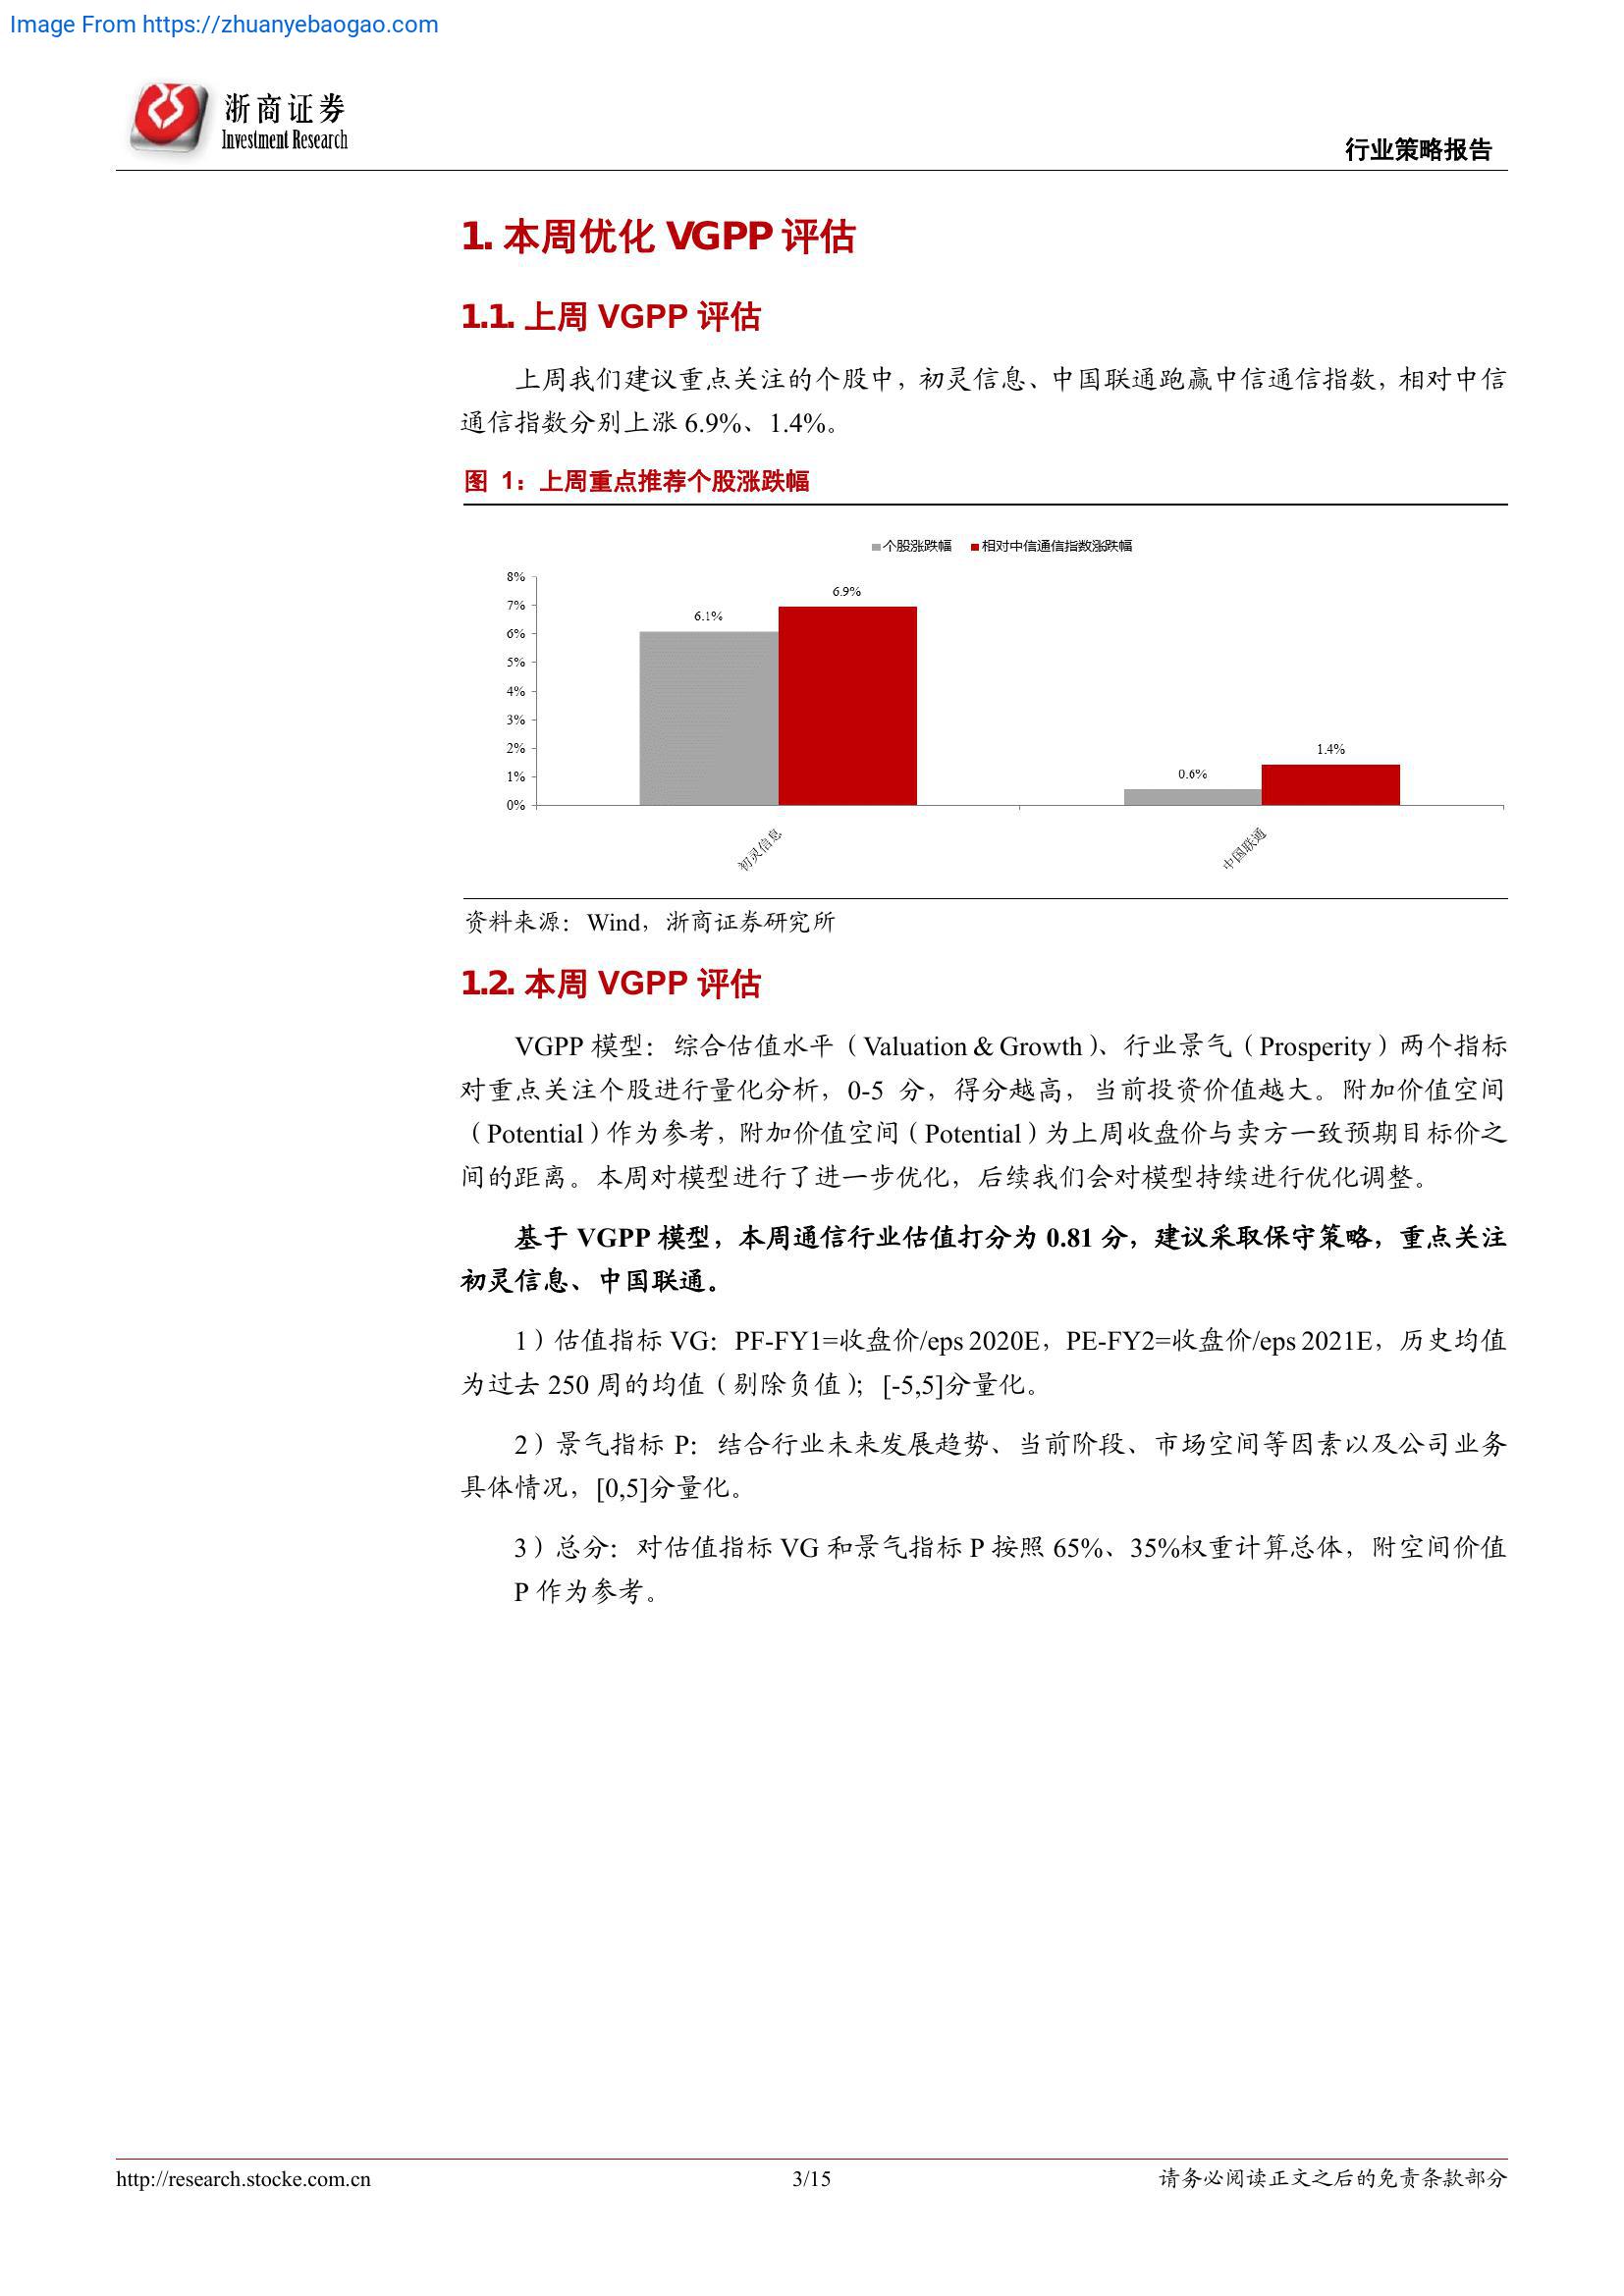 Image From https://zhuanyebaogao.com
浙商证券
Investment Research
行业策略报告
1. 本周优化 VGPP 评估
1.1. 上周 VGPP 评估
上周我们建议重点关注的个股中，初灵信息、中国联通跑赢中信通信指数，相对中信
通信指数分别上涨 6.9%、1.4%。
图 1：上周重点推荐个股涨跌幅
个股涨跌幅 相对中信通信指数涨跌幅
8%
7%
6%
5%
4%
3%
2%
1%
0%
6.1%
6.9%
0.6%
1.4%
初灵信息
中国联通
资料来源：Wind，浙商证券研究所
1.2. 本周 VGPP 评估
VGPP 模型：综合估值水平（Valuation & Growth）、行业景气（Prosperity）两个指标
对重点关注个股进行量化分析，0-5 分，得分越高，当前投资价值越大。附加价值空间
（Potential）作为参考，附加价值空间（Potential）为上周收盘价与卖方一致预期目标价之
间的距离。本周对模型进行了进一步优化，后续我们会对模型持续进行优化调整。
基于 VGPP 模型，本周通信行业估值打分为 0.81 分，建议采取保守策略，重点关注
初灵信息、中国联通。
1）估值指标 VG：PF-FY1=收盘价/eps 2020E，PE-FY2=收盘价/eps 2021E，历史均值
为过去 250 周的均值（剔除负值）；[-5,5]分量化。
2）景气指标 P：结合行业未来发展趋势、当前阶段、市场空间等因素以及公司业务
具体情况，[0,5]分量化。
3）总分：对估值指标 VG 和景气指标 P 按照 65%、35%权重计算总体，附空间价值
P 作为参考。
http://research.stocke.com.cn
3/15
请务必阅读正文之后的免责条款部分